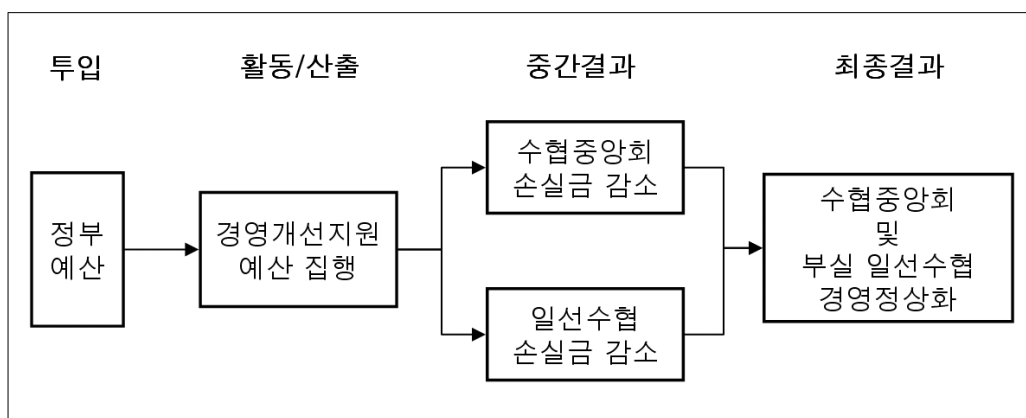 투입
활동/산출
중간결과
최종결과
정부
예산
경영개선지원
예산 집행
수협중앙회
손실금 감소
일선수협
손실금 감소
수협중앙회
및
부실 일선수협
경영정상화